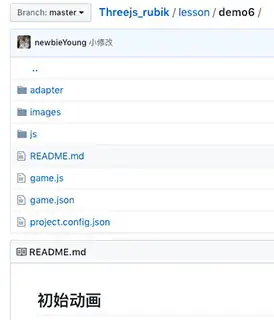 Branch: master
Threejs_rubik / lesson / demo6 /
newbieYoung 小修改
..
adapter
images
js
README.md
game.js
game.json
project.config.json
README.md
初始动画